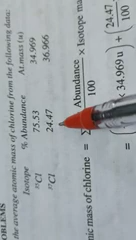 OBLEMS
the average atomic mass of chlorine from the following data:
Isotope % Abundance At.mass (u)
³⁵Cl 75.53 34.969
³⁷Cl 24.47 36.966
mic mass of chlorine = Σ Abundance / 100 × Isotope ma
= × 34.969 u) + (24.47 / 100